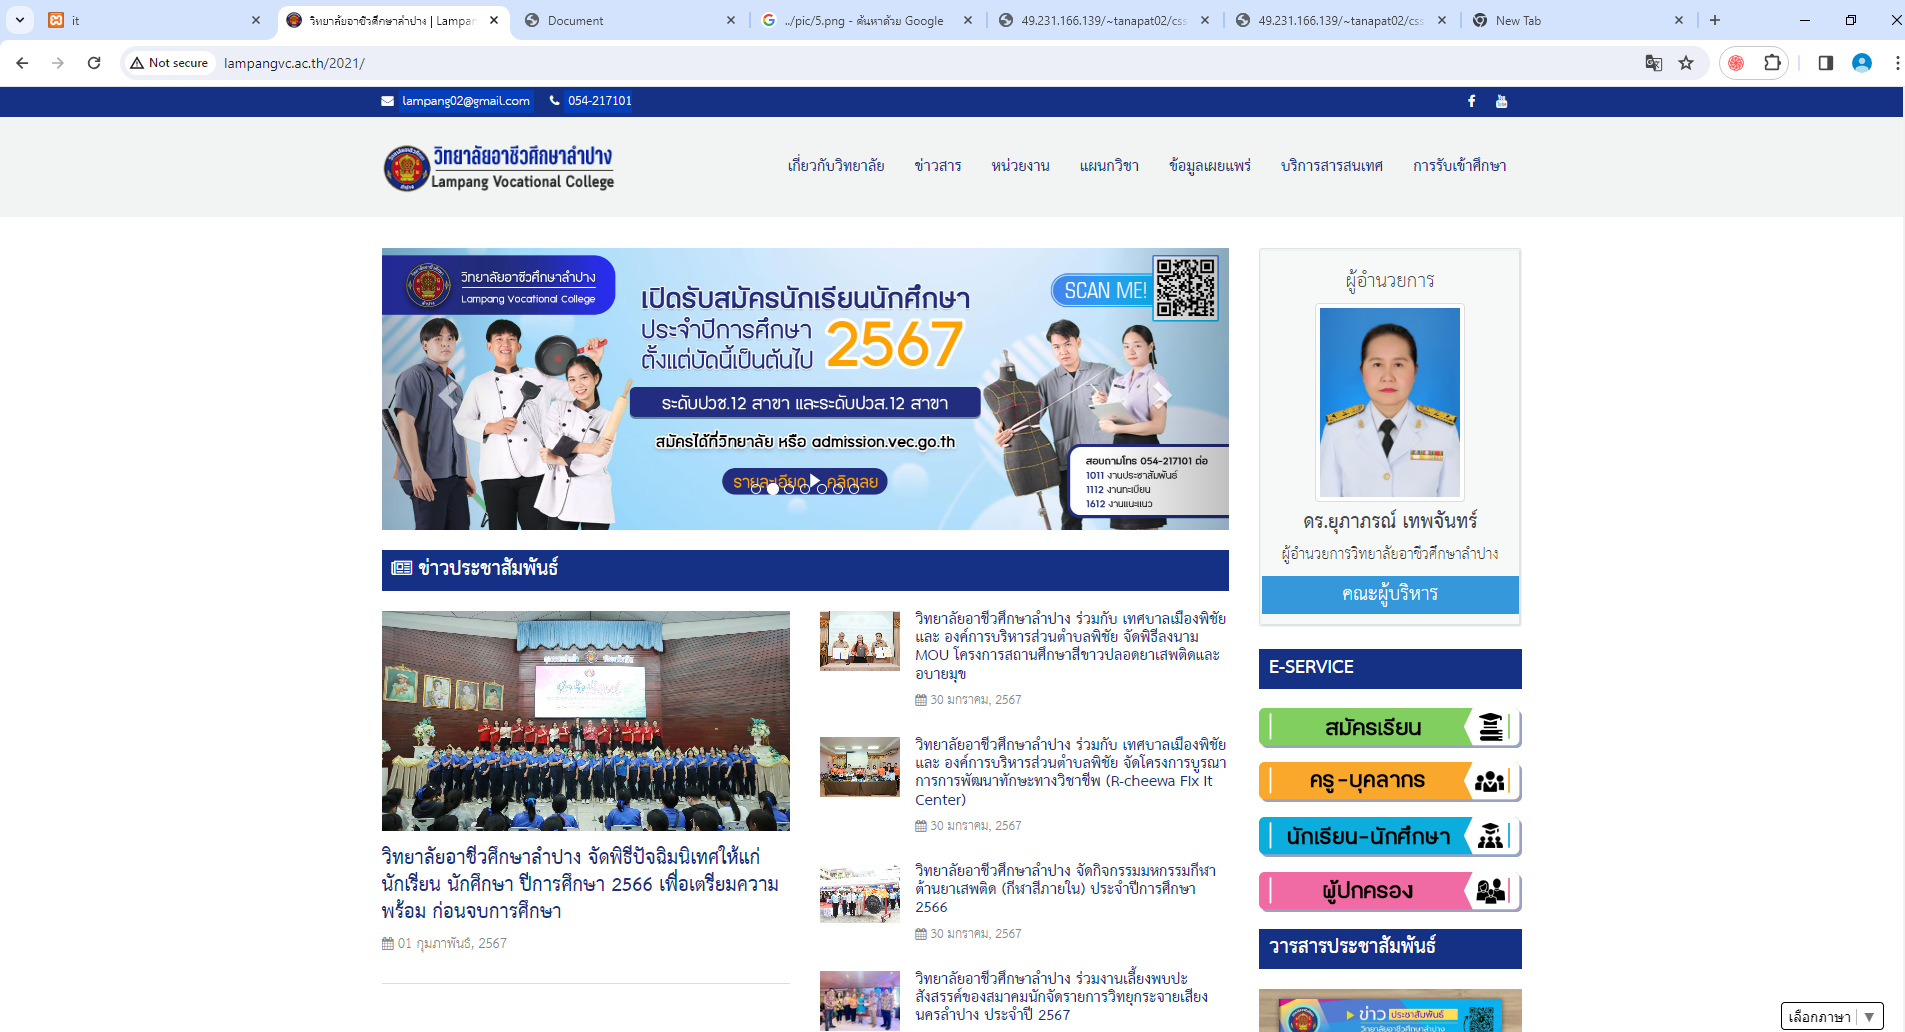 it
วิทยาลัยอาชีวศึกษาลำปาง | Lampan
Document
../pic/5.png - ค้นหาด้วย Google
49.231.166.139/~tanapat02/css
49.231.166.139/~tanapat02/css
New Tab
Not secure
lampangvc.ac.th/2021/
lampang02@gmail.com
054-217101
วิทยาลัยอาชีวศึกษาลำปาง
Lampang Vocational College
เกี่ยวกับวิทยาลัย
ข่าวสาร
หน่วยงาน
แผนกวิชา
ข้อมูลเผยแพร่
บริการสารสนเทศ
การรับเข้าศึกษา
วิทยาลัยอาชีวศึกษาลำปาง
Lampang Vocational College
เปิดรับสมัครนักเรียนนักศึกษา
ประจำปีการศึกษา 2567
ตั้งแต่บัดนี้เป็นต้นไป
SCAN ME!
ระดับปวช.12 สาขา และระดับปวส.12 สาขา
สมัครได้ที่วิทยาลัย หรือ admission.vec.go.th
รายละเอียด คลิกเลย
สอบถามโทร 054-217101 ต่อ
1011 งานประชาสัมพันธ์
1112 งานทะเบียน
1612 งานแนะแนว
ผู้อำนวยการ
ดร.ยุภาภรณ์ เทพจันทร์
ผู้อำนวยการวิทยาลัยอาชีวศึกษาลำปาง
คณะผู้บริหาร
ข่าวประชาสัมพันธ์
วิทยาลัยอาชีวศึกษาลำปาง จัดพิธีปัจฉิมนิเทศให้แก่
นักเรียน นักศึกษา ปีการศึกษา 2566 เพื่อเตรียมความ
พร้อม ก่อนจบการศึกษา
01 กุมภาพันธ์, 2567
วิทยาลัยอาชีวศึกษาลำปาง ร่วมกับ เทศบาลเมืองพิชัย
และ องค์การบริหารส่วนตำบลพิชัย จัดพิธีลงนาม
MOU โครงการสถานศึกษาสีขาวปลอดยาเสพติดและ
อบายมุข
30 มกราคม, 2567
วิทยาลัยอาชีวศึกษาลำปาง ร่วมกับ เทศบาลเมืองพิชัย
และ องค์การบริหารส่วนตำบลพิชัย จัดโครงการบูรณา
การการพัฒนาทักษะทางวิชาชีพ (R-cheewa FIx It
Center)
30 มกราคม, 2567
วิทยาลัยอาชีวศึกษาลำปาง จัดกิจกรรมมหกรรมกีฬา
ต้านยาเสพติด (กีฬาสีภายใน) ประจำปีการศึกษา
2566
30 มกราคม, 2567
วิทยาลัยอาชีวศึกษาลำปาง ร่วมงานเลี้ยงพบปะ
สังสรรค์ของสมาคมนักจัดรายการวิทยุกระจายเสียง
นครลำปาง ประจำปี 2567
E-SERVICE
สมัครเรียน
ครู-บุคลากร
นักเรียน-นักศึกษา
ผู้ปกครอง
วารสารประชาสัมพันธ์
ข่าว ประชาสัมพันธ์
วิทยาลัยอาชีวศึกษาลำปาง
เลือกภาษา